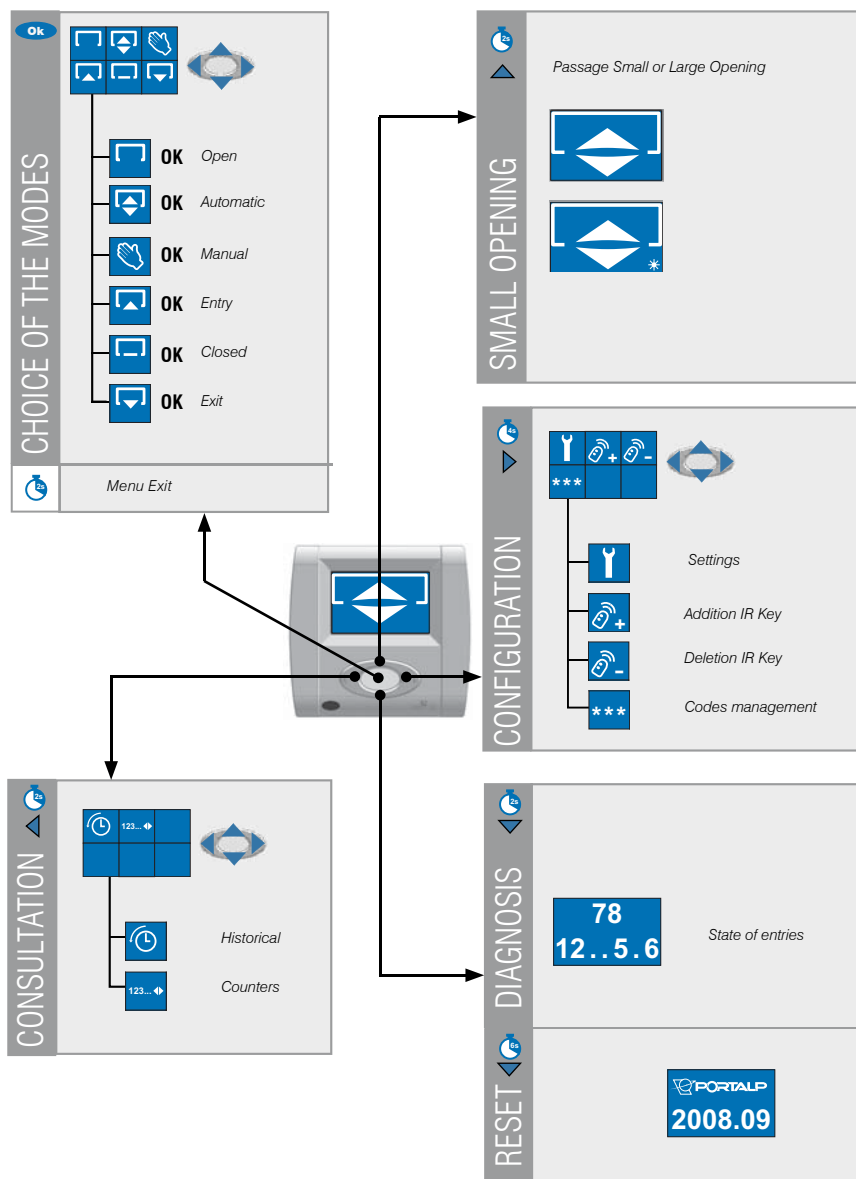 Ok
CHOICE OF THE MODES
OK Open
OK Automatic
OK Manual
OK Entry
OK Closed
OK Exit
2s
Menu Exit
2s
SMALL OPENING
Passage Small or Large Opening
4s
CONFIGURATION
+
-
***
Settings
+
Addition IR Key
-
Deletion IR Key
***
Codes management
2s
CONSULTATION
123...
Historical
123...
Counters
2s
DIAGNOSIS
78
12..5.6
State of entries
6s
RESET
PORTALP
2008.09